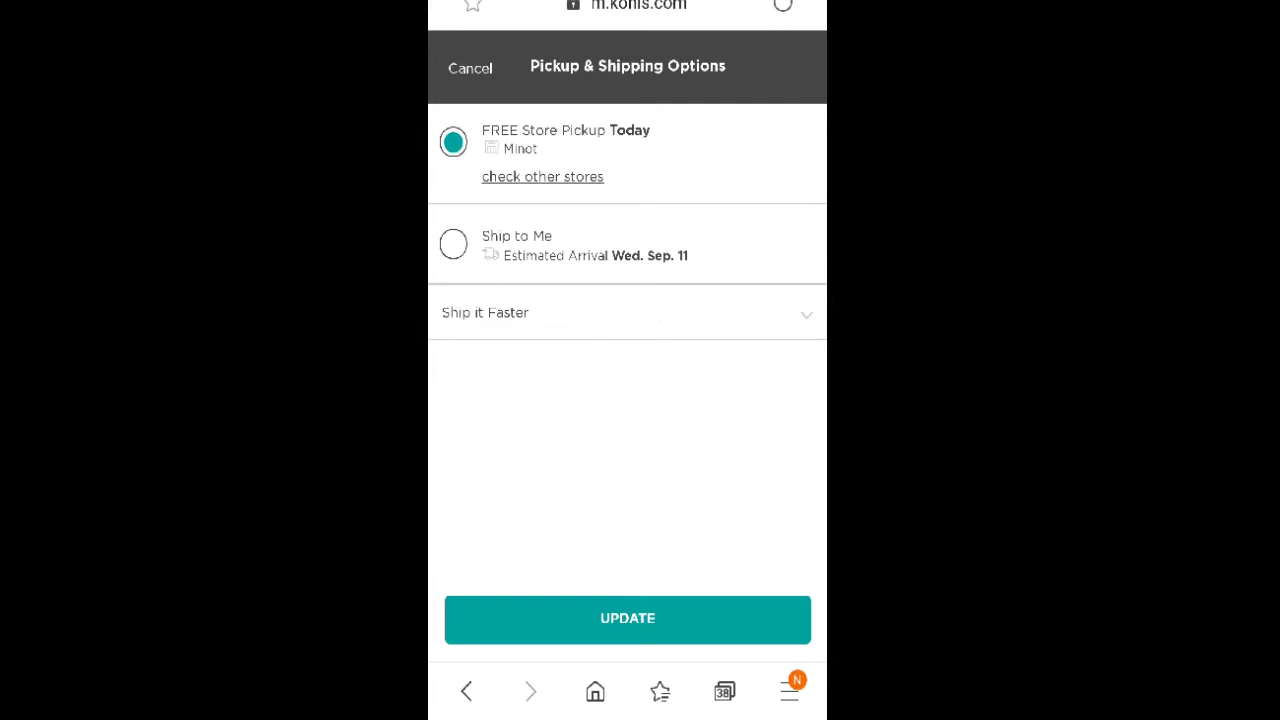 m.kohls.com
Cancel
Pickup & Shipping Options
FREE Store Pickup Today
Minot
check other stores
Ship to Me
Estimated Arrival Wed. Sep. 11
Ship it Faster
UPDATE
38
N